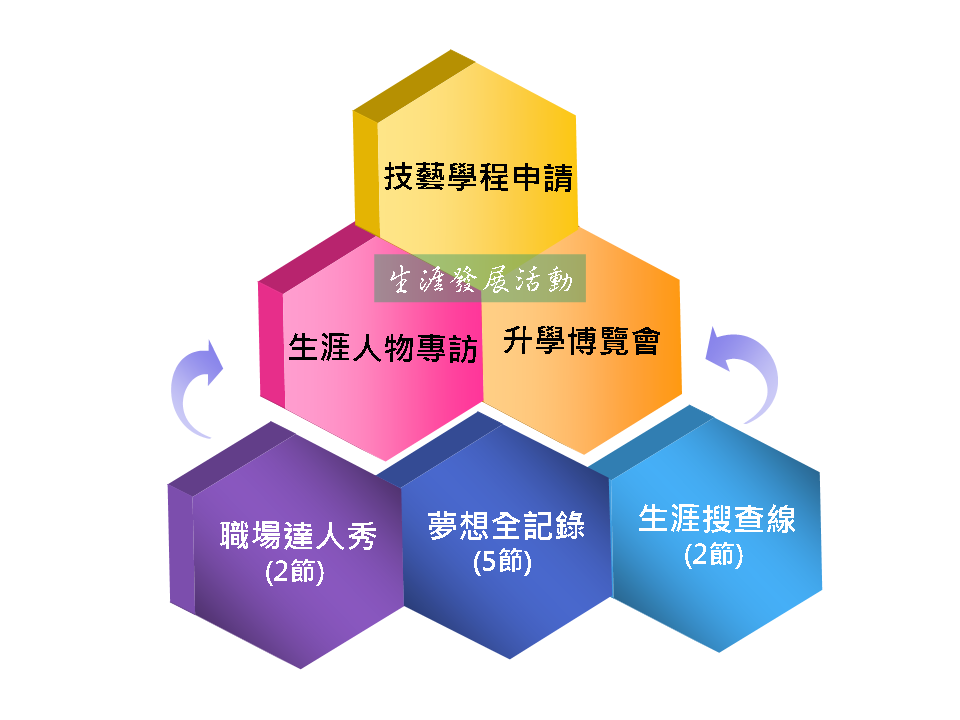 技藝學程申請
生涯發展活動
生涯人物專訪
升學博覽會
職場達人秀
(2節)
夢想全記錄
(5節)
生涯搜查線
(2節)